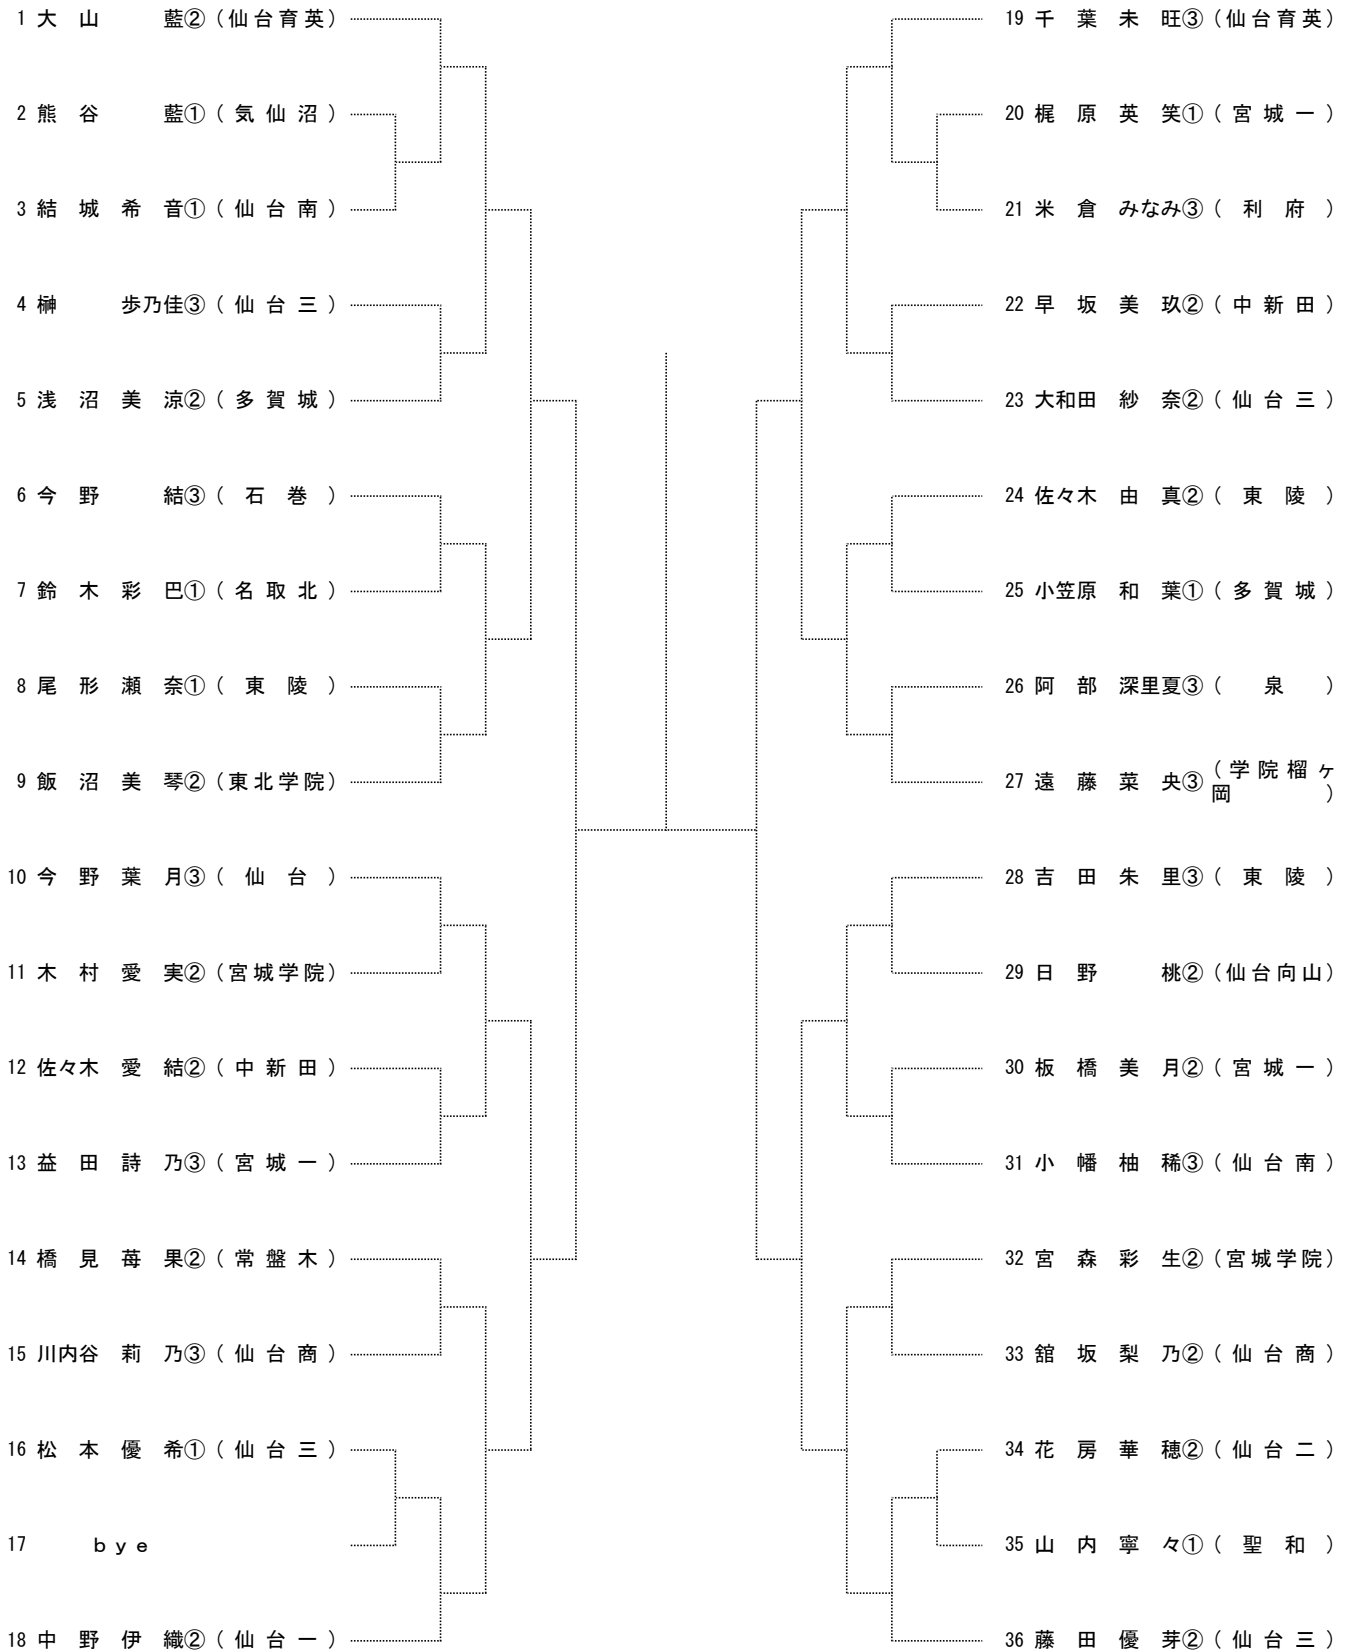 1 大 山 藍② (仙台育英)
2 熊 谷 藍① ( 気 仙 沼 )
3 結 城 希 音① ( 仙 台 南 )
4 榊 歩乃佳③ ( 仙 台 三 )
5 浅 沼 美 涼② ( 多 賀 城 )
6 今 野 結③ ( 石 巻 )
7 鈴 木 彩 巴① ( 名 取 北 )
8 尾 形 瀬 奈① ( 東 陵 )
9 飯 沼 美 琴② (東北学院)
10 今 野 葉 月③ ( 仙 台 )
11 木 村 愛 実② (宮城学院)
12 佐々木 愛 結② ( 中 新 田 )
13 益 田 詩 乃③ ( 宮 城 一 )
14 橋 見 苺 果② ( 常 盤 木 )
15 川内谷 莉 乃③ ( 仙 台 商 )
16 松 本 優 希① ( 仙 台 三 )
17 ｂｙｅ
18 中 野 伊 織② ( 仙 台 一 )
19 千 葉 未 旺③ (仙台育英)
20 梶 原 英 笑① ( 宮 城 一 )
21 米 倉 みなみ③ ( 利 府 )
22 早 坂 美 玖② ( 中 新 田 )
23 大和田 紗 奈② ( 仙 台 三 )
24 佐々木 由 真② ( 東 陵 )
25 小笠原 和 葉① ( 多 賀 城 )
26 阿 部 深里夏③ ( 泉 )
27 遠 藤 菜 央③ ( 学 院 榴 ヶ
岡 )
28 吉 田 朱 里③ ( 東 陵 )
29 日 野 桃② (仙台向山)
30 板 橋 美 月② ( 宮 城 一 )
31 小 幡 柚 稀③ ( 仙 台 南 )
32 宮 森 彩 生② (宮城学院)
33 舘 坂 梨 乃② ( 仙 台 商 )
34 花 房 華 穂② ( 仙 台 二 )
35 山 内 寧 々① ( 聖 和 )
36 藤 田 優 芽② ( 仙 台 三 )